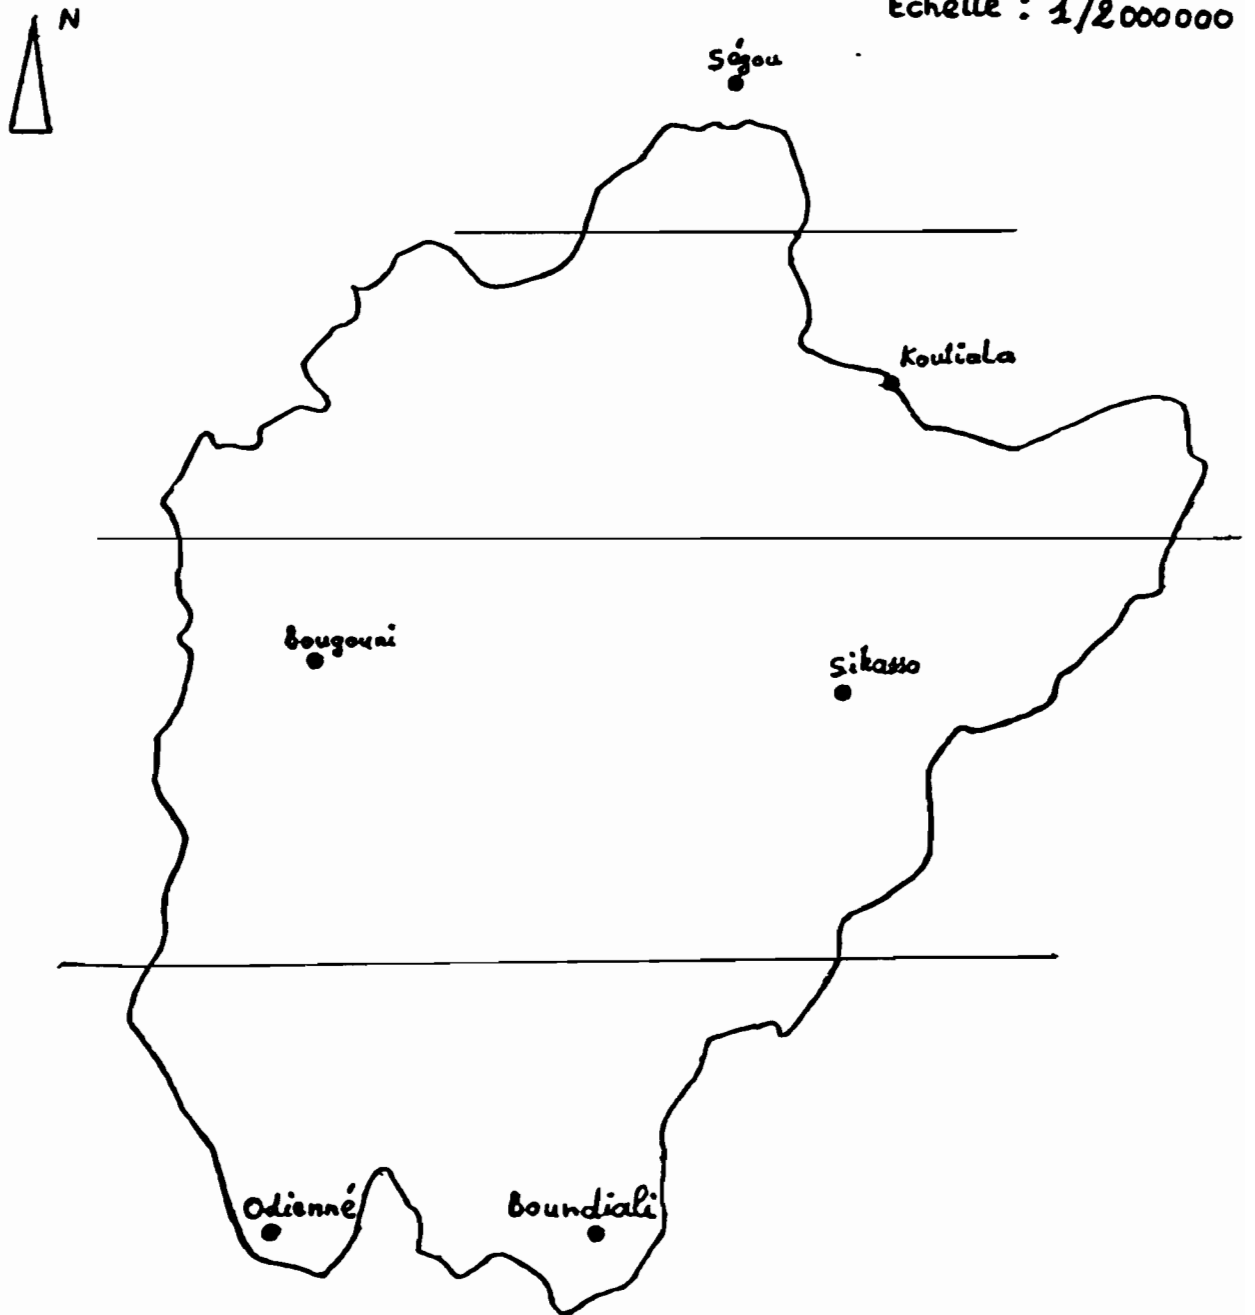 N
Echelle : 1/2000000
Ségou
Koutiala
Bougouni
Sikasso
Odienné
Boundiali